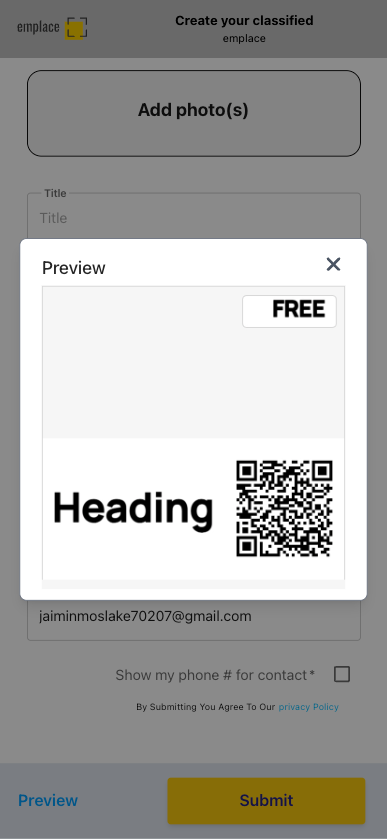 emplace
Create your classified
emplace
Add photo(s)
Title
Title
Preview
FREE
Heading
jaiminmoslake70207@gmail.com
Show my phone # for contact*
By Submitting You Agree To Our privacy Policy
Preview
Submit